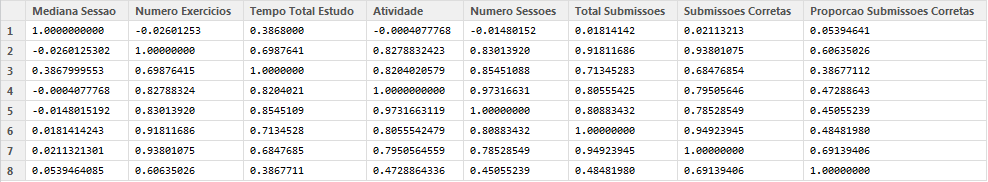 Mediana Sessao Numero Exercicios Tempo Total Estudo Atividade Numero Sessoes Total Submissoes Submissoes Corretas Proporcao Submissoes Corretas
1 1.0000000000 -0.02601253 0.3868000 -0.0004077768 -0.01480152 0.01814142 0.02113213 0.05394641
2 -0.0260125302 1.00000000 0.6987641 0.8278832423 0.83013920 0.91811686 0.93801075 0.60635026
3 0.3867999553 0.69876415 1.0000000 0.8204020579 0.85451088 0.71345283 0.68476854 0.38677112
4 -0.0004077768 0.82788324 0.8204021 1.0000000000 0.97316631 0.80555425 0.79505646 0.47288643
5 -0.0148015192 0.83013920 0.8545109 0.9731663119 1.00000000 0.80883432 0.78528549 0.45055239
6 0.0181414243 0.91811686 0.7134528 0.8055542479 0.80883432 1.00000000 0.94923945 0.48481980
7 0.0211321301 0.93801075 0.6847685 0.7950564559 0.78528549 0.94923945 1.00000000 0.69139406
8 0.0539464085 0.60635026 0.3867711 0.4728864336 0.45055239 0.48481980 0.69139406 1.00000000